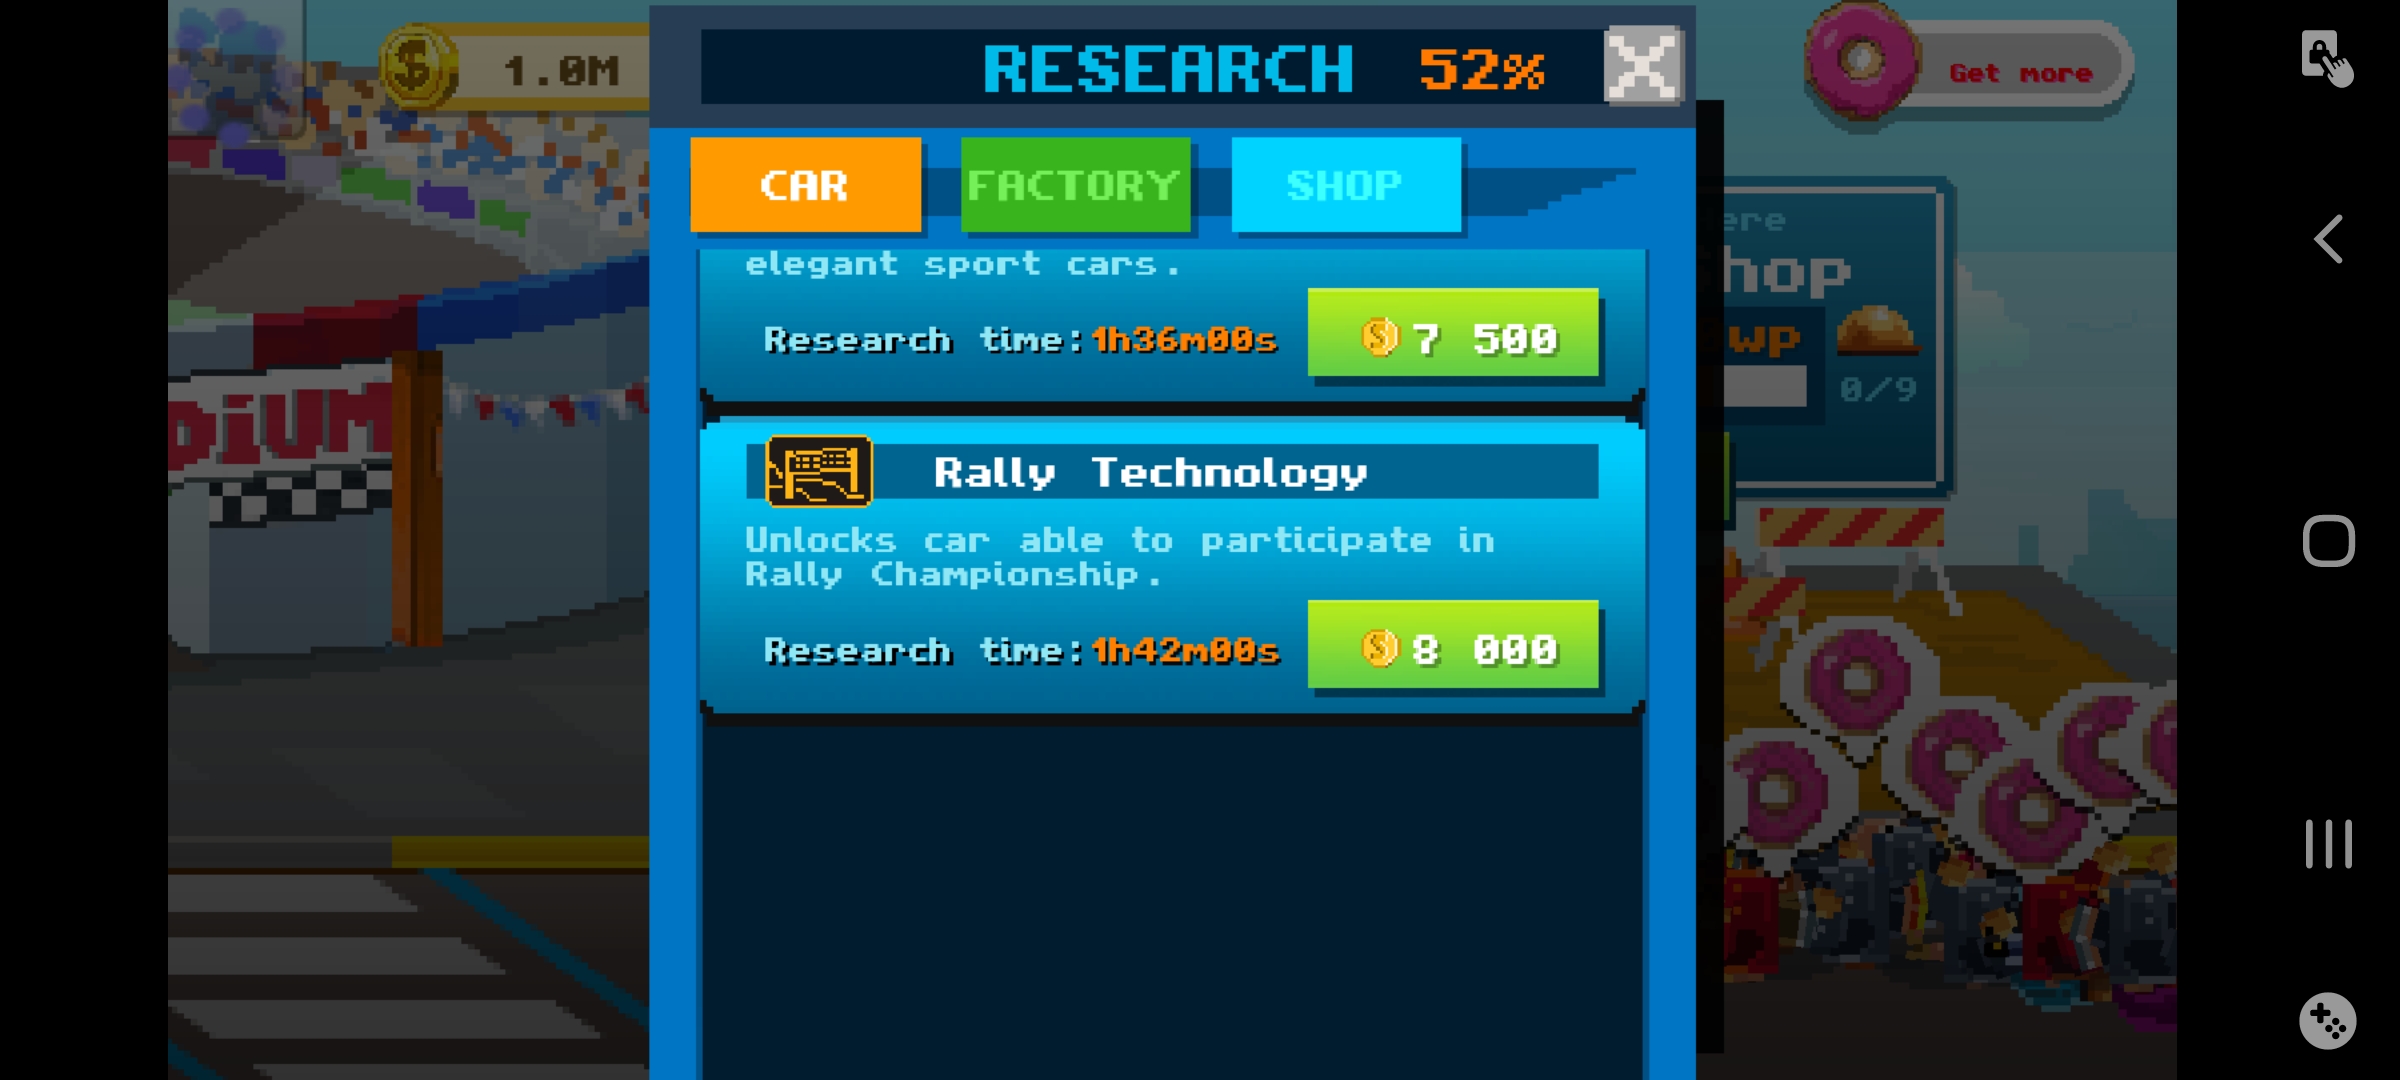 1.0M
RESEARCH 52%
Get more
CAR
FACTORY
SHOP
ere
hop
wp
0/9
elegant sport cars.
Research time:1h36m00s
7 500
Rally Technology
Unlocks car able to participate in
Rally Championship.
Research time:1h42m00s
8 000
DiUM